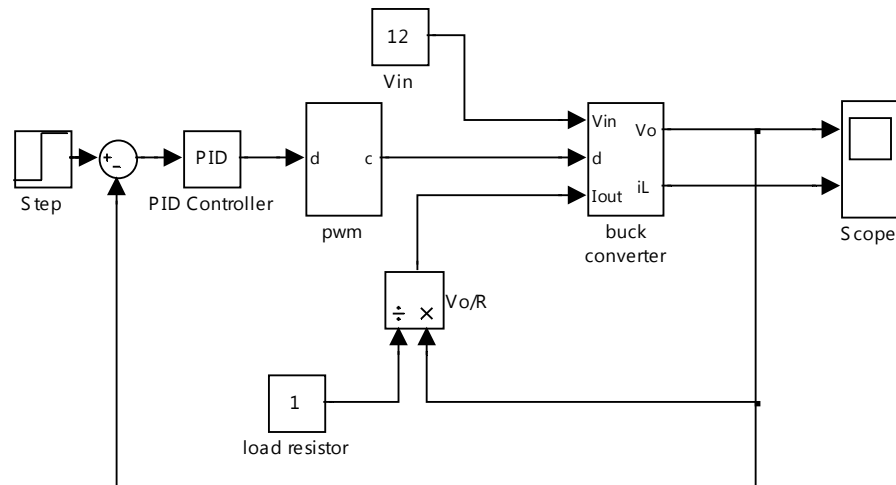 12
Vin
Step
+
-
PID
PID Controller
d
c
pwm
Vin
d
Iout
Vo
iL
buck
converter
Scope
÷
×
Vo/R
1
load resistor